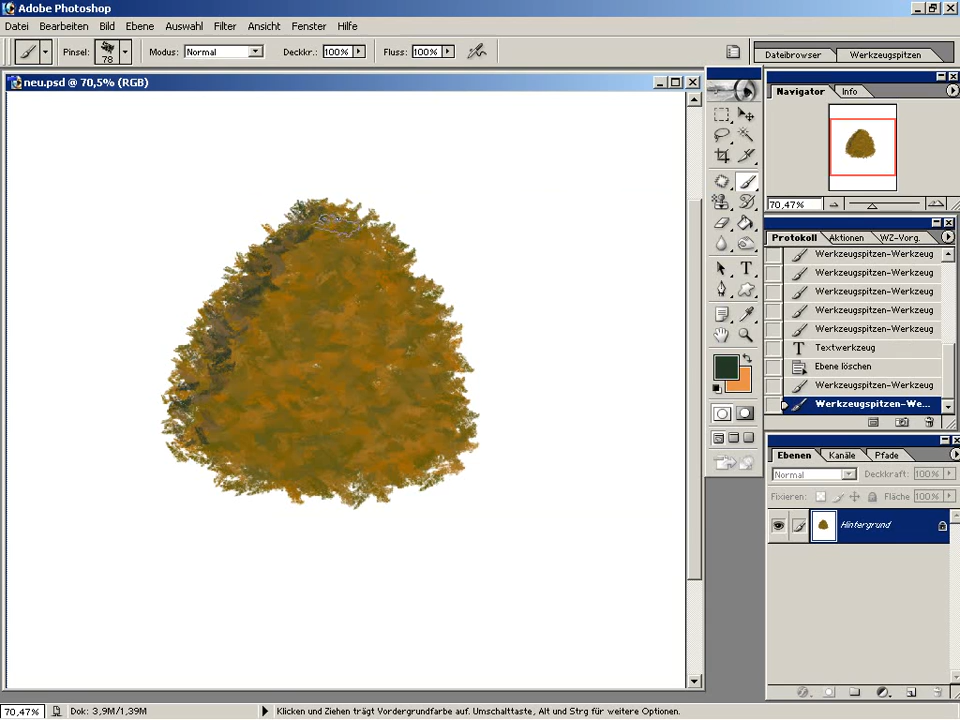 Adobe Photoshop
Datei Bearbeiten Bild Ebene Auswahl Filter Ansicht Fenster Hilfe
Pinsel: 78 Modus: Normal Deckkr.: 100% Fluss: 100% Dateibrowser Werkzeugspitzen
neu.psd @ 70,5% (RGB)
Navigator Info
70,47%
Protokoll Aktionen WZ-Vorg.
Werkzeugspitzen-Werkzeug
Werkzeugspitzen-Werkzeug
Werkzeugspitzen-Werkzeug
Werkzeugspitzen-Werkzeug
Werkzeugspitzen-Werkzeug
Textwerkzeug
Ebene löschen
Werkzeugspitzen-Werkzeug
Werkzeugspitzen-We...
Ebenen Kanäle Pfade
Normal Deckkraft: 100%
Fixieren: Fläche 100%
Hintergrund
70,47% Dok: 3,9M/1,39M Klicken und Ziehen trägt Vordergrundfarbe auf. Umschalttaste, Alt und Strg für weitere Optionen.